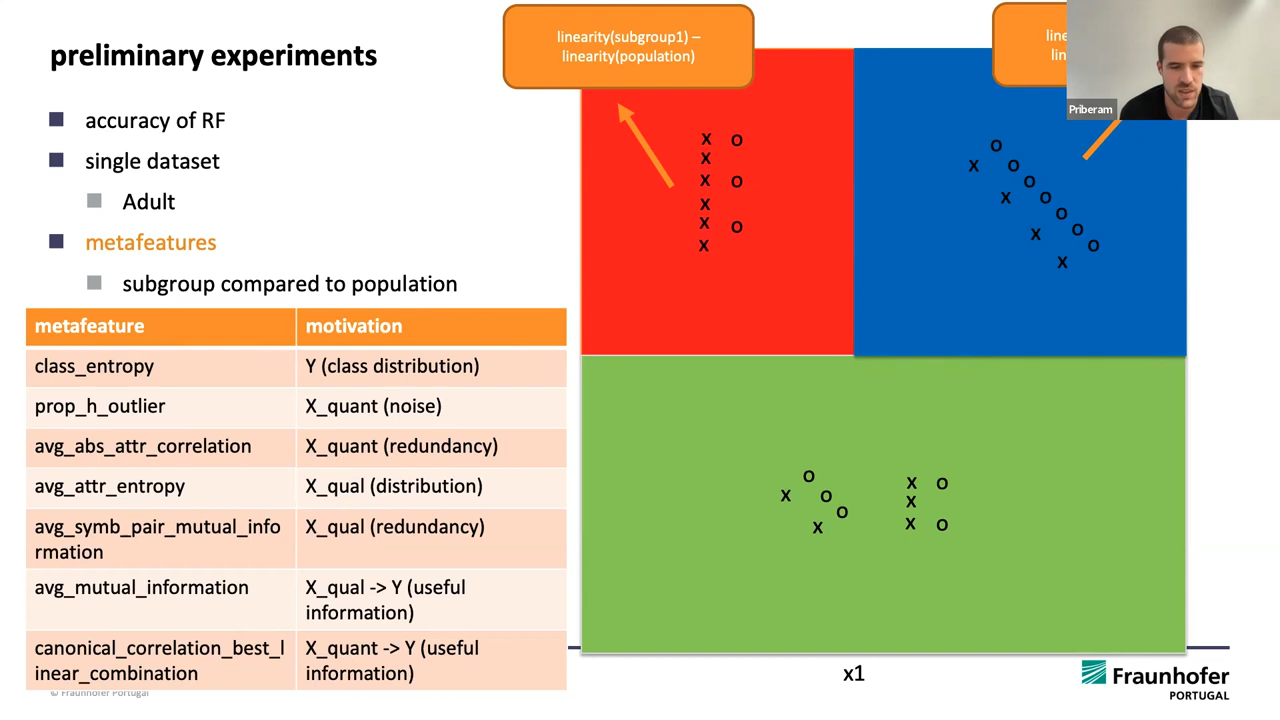 preliminary experiments
accuracy of RF
single dataset
Adult
metafeatures
subgroup compared to population
metafeature motivation
class_entropy Y (class distribution)
prop_h_outlier X_quant (noise)
avg_abs_attr_correlation X_quant (redundancy)
avg_attr_entropy X_qual (distribution)
avg_symb_pair_mutual_info
rmation X_qual (redundancy)
avg_mutual_information X_qual -> Y (useful
information)
canonical_correlation_best_l
inear_combination X_quant -> Y (useful
information)
© Fraunhofer Portugal
linearity(subgroup1) –
linearity(population)
line
lin
Priberam
X O
X
X O
X
X O
X
O
X O
O
X O
O
X O
O
X
O
X O
O
X
X O
X
X O
x1
Fraunhofer
PORTUGAL